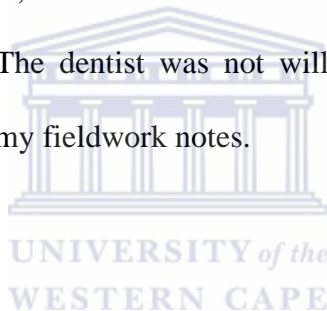 The dentist was not will
my fieldwork notes.
UNIVERSITY of the
WESTERN CAPE